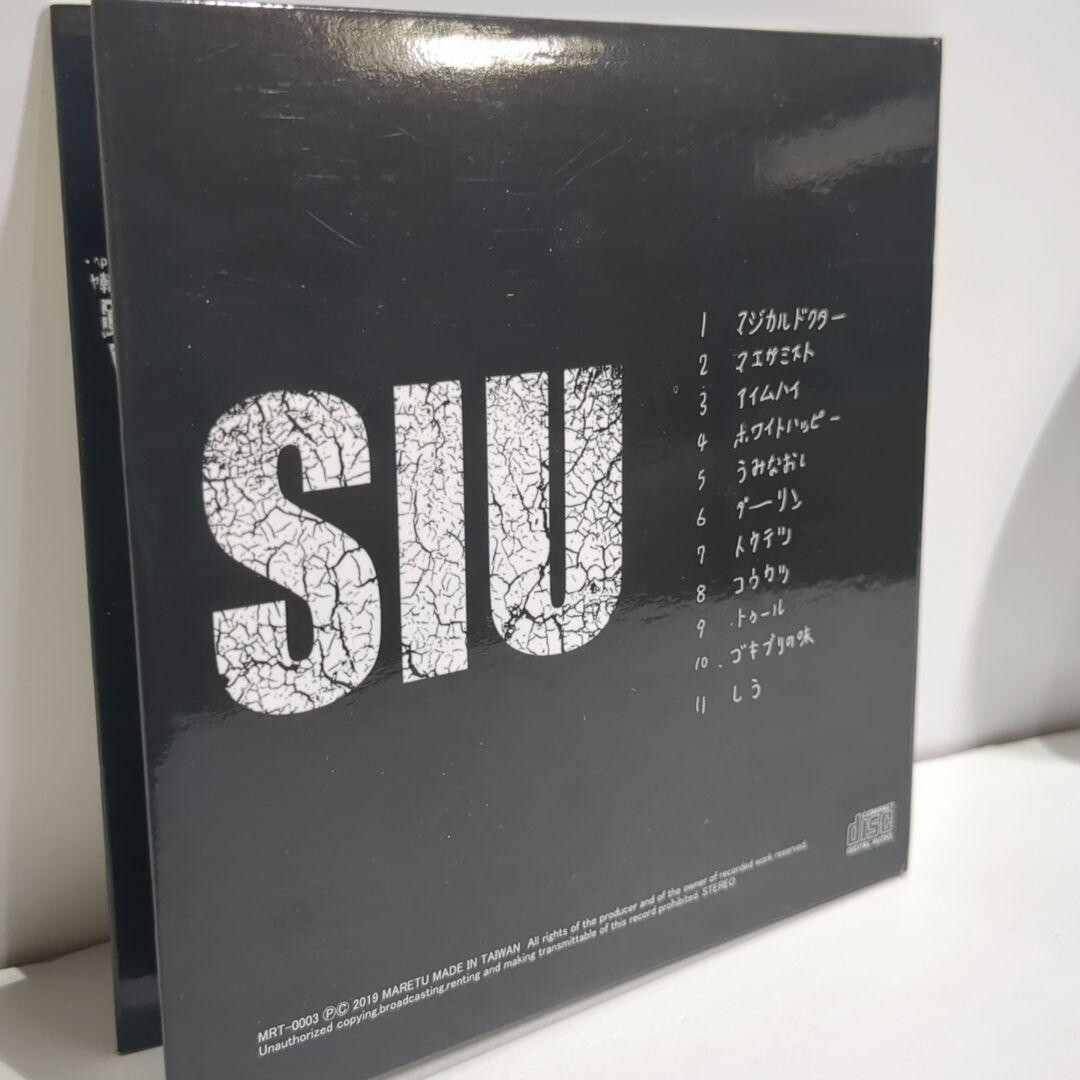 SIU
1 マジカルドクター
2 マエガミスト
3 アイムハイ
4 ホワイトハッピー
5 うみなおし
6 ダーリン
7 トウテツ
8 コウカツ
9 トゥール
10 ゴキブリの味
11 しう
COMPACT
disc
DIGITAL AUDIO
MRT-0003 ℗© 2019 MARETU MADE IN TAIWAN All rights of the producer and of the owner of recorded work reserved.
Unauthorized copying,broadcasting,renting and making transmittable of this record prohibited. STEREO